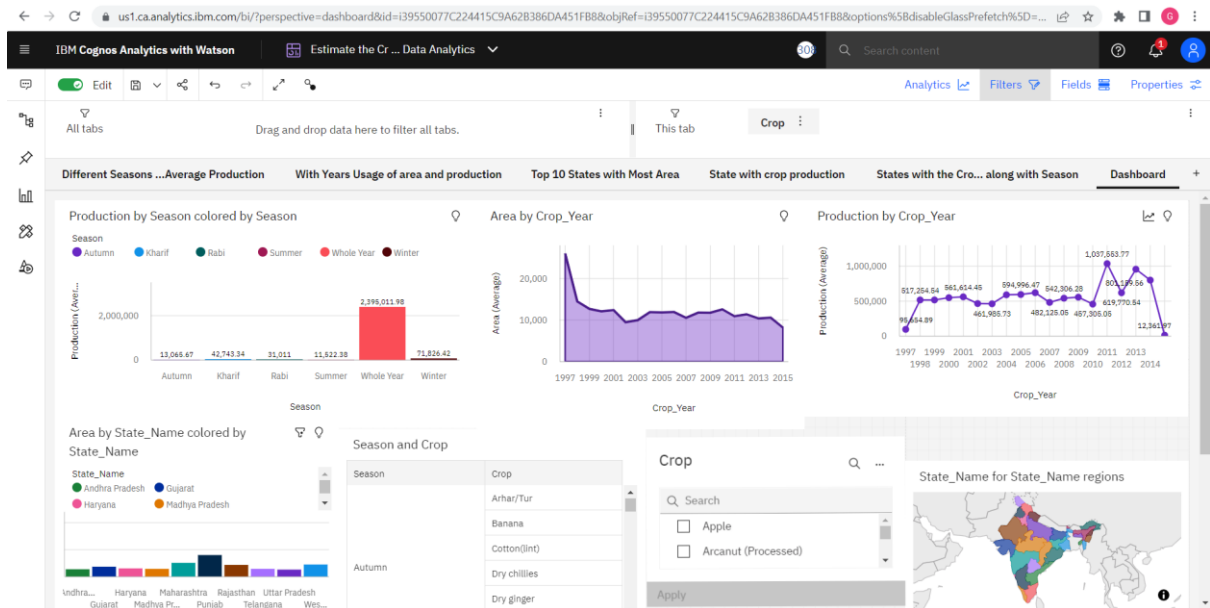 us1.ca.analytics.ibm.com/bi/?perspective=dashboard&id=i39550077C224415C9A62B386DA451FB88&objRef=i39550077C224415C9A62B386DA451FB88&options%5BdisableGlassPrefetch%5D=...
G
IBM Cognos Analytics with Watson
Estimate the Cr ... Data Analytics
Search content
1
Edit
Analytics
Filters
Fields
Properties
All tabs
Drag and drop data here to filter all tabs.
This tab
Crop
Different Seasons ...Average Production
With Years Usage of area and production
Top 10 States with Most Area
State with crop production
States with the Cro... along with Season
Dashboard
Production by Season colored by Season
Season
Autumn Kharif Rabi Summer Whole Year Winter
Production (Aver...
2,000,000
0
13,065.67 42,743.34 31,011 11,522.38 2,395,011.98 71,826.42
Autumn Kharif Rabi Summer Whole Year Winter
Season
Area by Crop_Year
Area (Average)
20,000
10,000
0
1997 1999 2001 2003 2005 2007 2009 2011 2013 2015
Crop_Year
Production by Crop_Year
Production (Average)
1,000,000
500,000
0
517,254.54 561,614.45 594,996.47 542,306.28 1,037,553.77
461,985.73 482,125.05 457,305.05 619,770.54
12,361.97
1997 1999 2001 2003 2005 2007 2009 2011 2013
1998 2000 2002 2004 2006 2008 2010 2012 2014
Crop_Year
Area by State_Name colored by
State_Name
State_Name
Andhra Pradesh Gujarat
Haryana Madhya Pradesh
Haryana Maharashtra Rajasthan Uttar Pradesh
Gujarat Madhya Pr... Punjab Telangana Wes...
Season and Crop
Season Crop
Autumn
Arhar/Tur
Banana
Cotton(lint)
Dry chillies
Dry ginger
Crop
...
Search
Apple
Arcanut (Processed)
Apply
State_Name for State_Name regions